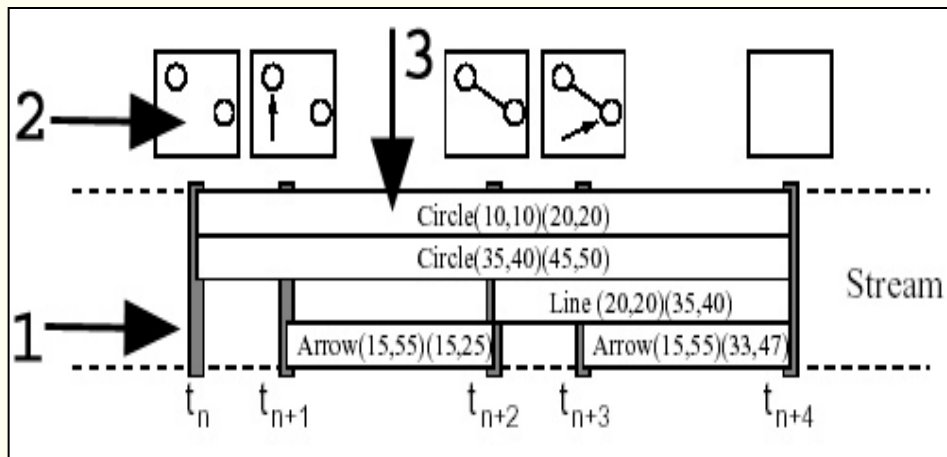 3
2
Circle(10,10)(20,20)
Circle(35,40)(45,50)
Stream
Line (20,20)(35,40)
1
Arrow(15,55)(15,25) Arrow(15,55)(33,47)
tn tn+1 tn+2 tn+3 tn+4